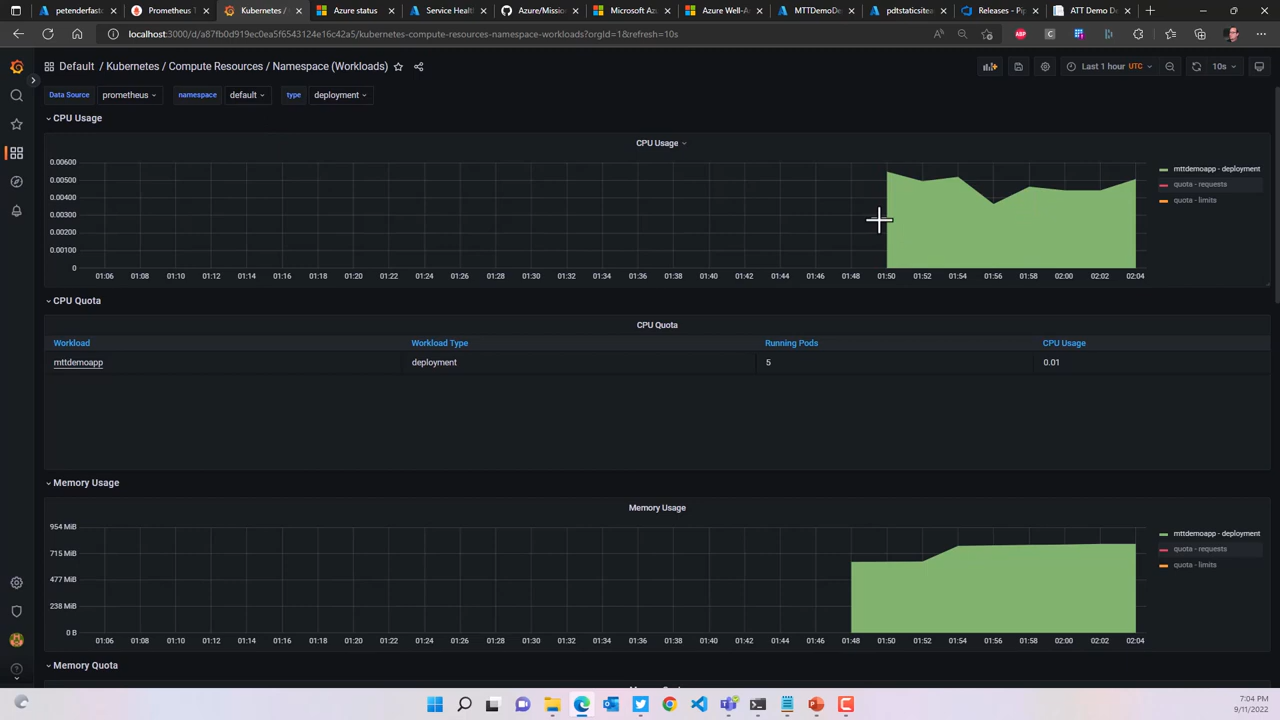 petenderfast
Prometheus T
Kubernetes /
Azure status
Service Healt
Azure/Mission
Microsoft Az
Azure Well-A
MTTDemoSe
pdtstaticsitea
Releases - Pip
ATT Demo D
localhost:3000/d/a87fb0d919ec0ea5f6543124e16c42a5/kubernetes-compute-resources-namespace-workloads?orgId=1&refresh=10s
Default / Kubernetes / Compute Resources / Namespace (Workloads)
Last 1 hour UTC
10s
Data Source prometheus
namespace default
type deployment
CPU Usage
CPU Usage
0.00600
0.00500
0.00400
0.00300
0.00200
0.00100
0
01:06 01:08 01:10 01:12 01:14 01:16 01:18 01:20 01:22 01:24 01:26 01:28 01:30 01:32 01:34 01:36 01:38 01:40 01:42 01:44 01:46 01:48 01:50 01:52 01:54 01:56 01:58 02:00 02:02 02:04
mttdemoapp - deployment
quota - requests
quota - limits
CPU Quota
CPU Quota
Workload Workload Type Running Pods CPU Usage
mttdemoapp deployment 5 0.01
Memory Usage
Memory Usage
954 MiB
715 MiB
477 MiB
238 MiB
0 B
01:06 01:08 01:10 01:12 01:14 01:16 01:18 01:20 01:22 01:24 01:26 01:28 01:30 01:32 01:34 01:36 01:38 01:40 01:42 01:44 01:46 01:48 01:50 01:52 01:54 01:56 01:58 02:00 02:02 02:04
mttdemoapp - deployment
quota - requests
quota - limits
Memory Quota
7:04 PM
9/11/2022